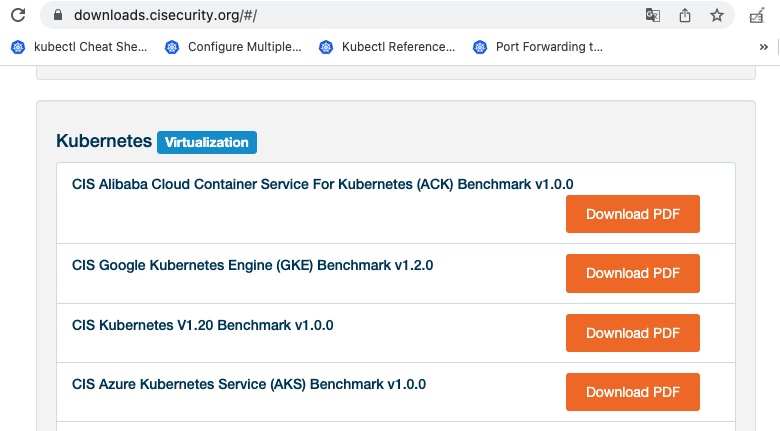 downloads.cisecurity.org/#/
kubectl Cheat She... Configure Multiple... Kubectl Reference... Port Forwarding t... »
Kubernetes Virtualization
CIS Alibaba Cloud Container Service For Kubernetes (ACK) Benchmark v1.0.0
Download PDF
CIS Google Kubernetes Engine (GKE) Benchmark v1.2.0 Download PDF
CIS Kubernetes V1.20 Benchmark v1.0.0 Download PDF
CIS Azure Kubernetes Service (AKS) Benchmark v1.0.0 Download PDF